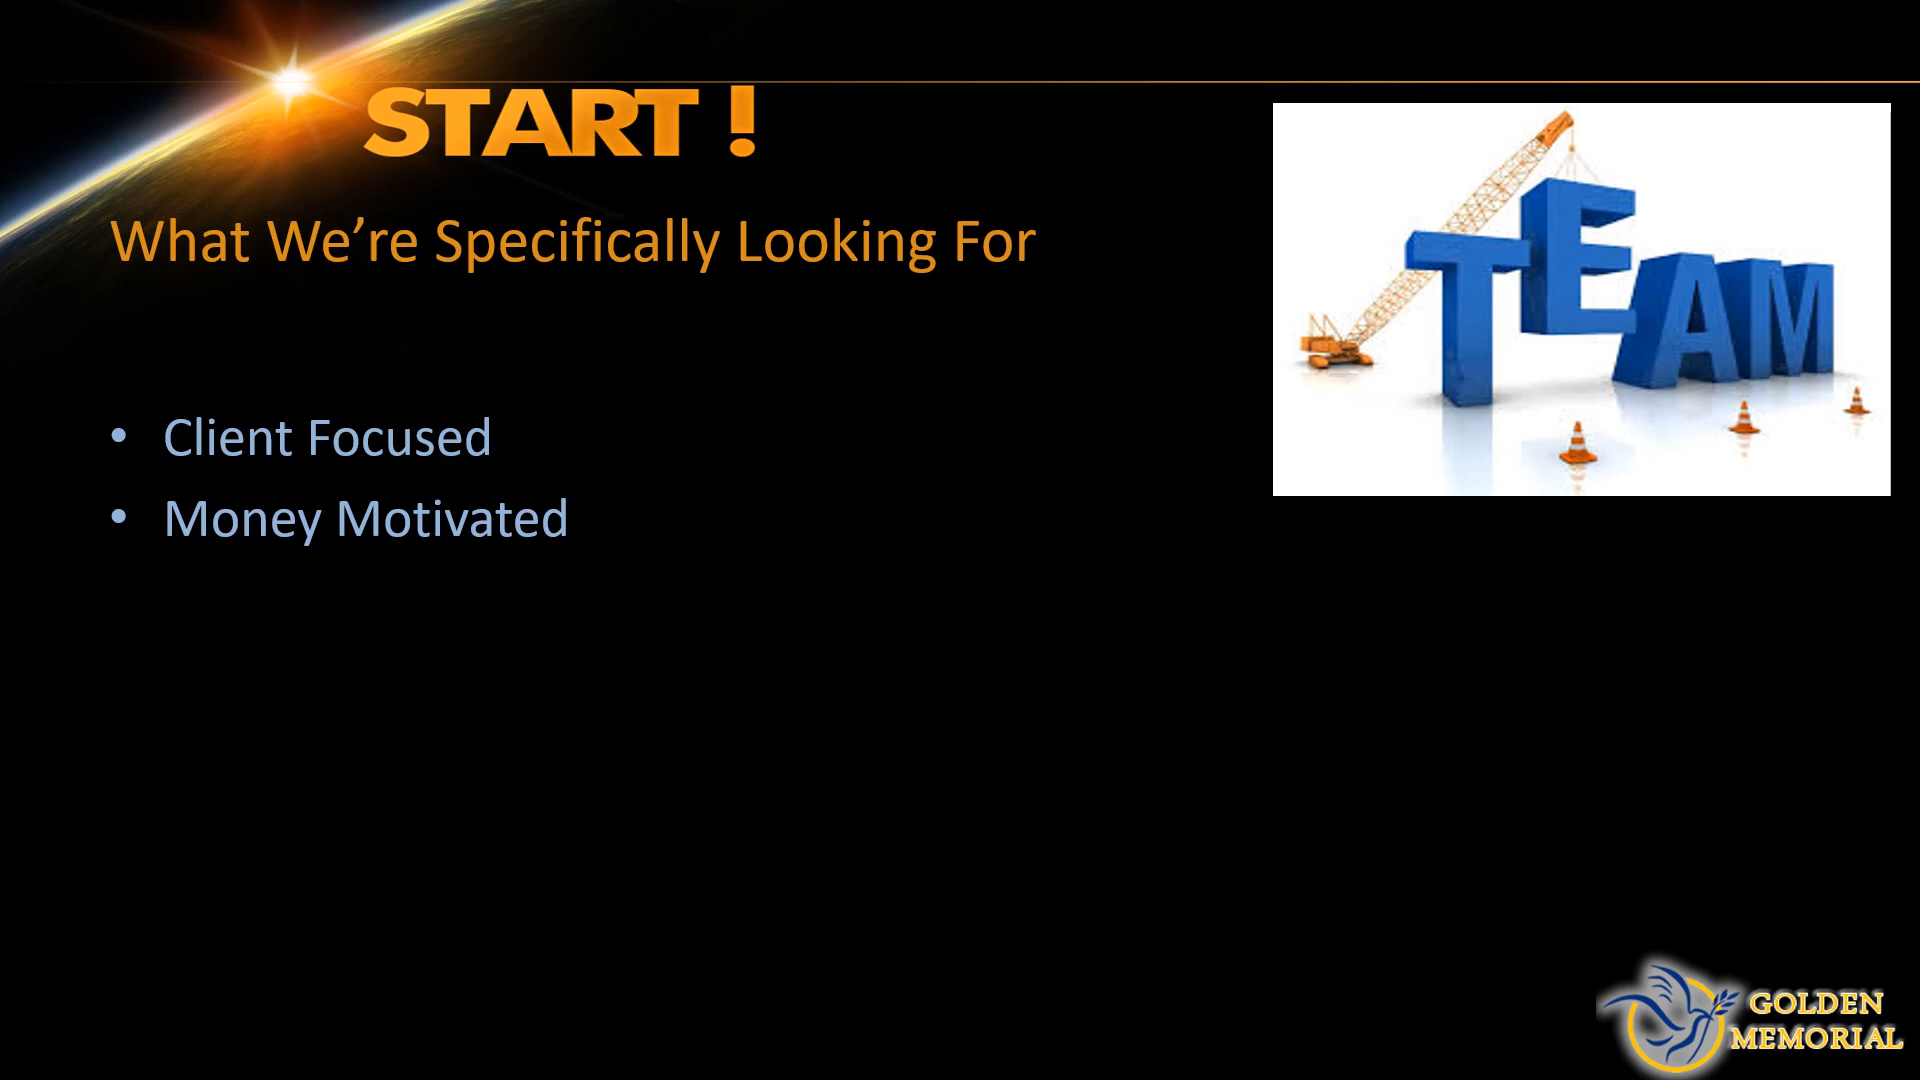 START !
What We’re Specifically Looking For
TEAM
• Client Focused
• Money Motivated
GOLDEN
MEMORIAL